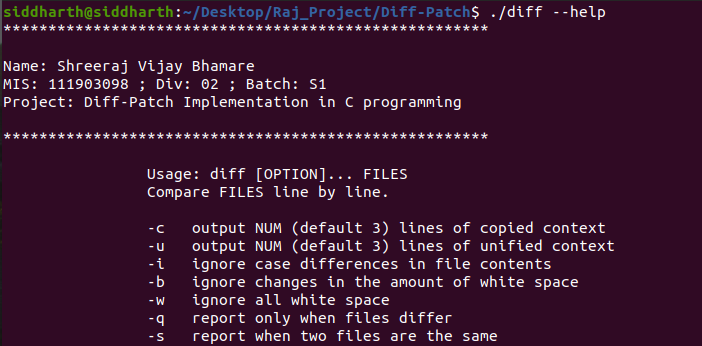 siddharth@siddharth:~/Desktop/Raj_Project/Diff-Patch$ ./diff --help
******************************************************
Name: Shreeraj Vijay Bhamare
MIS: 111903098 ; Div: 02 ; Batch: S1
Project: Diff-Patch Implementation in C programming
******************************************************
Usage: diff [OPTION]... FILES
Compare FILES line by line.
-c output NUM (default 3) lines of copied context
-u output NUM (default 3) lines of unified context
-i ignore case differences in file contents
-b ignore changes in the amount of white space
-w ignore all white space
-q report only when files differ
-s report when two files are the same